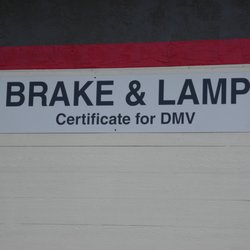 BRAKE & LAMP
Certificate for DMV